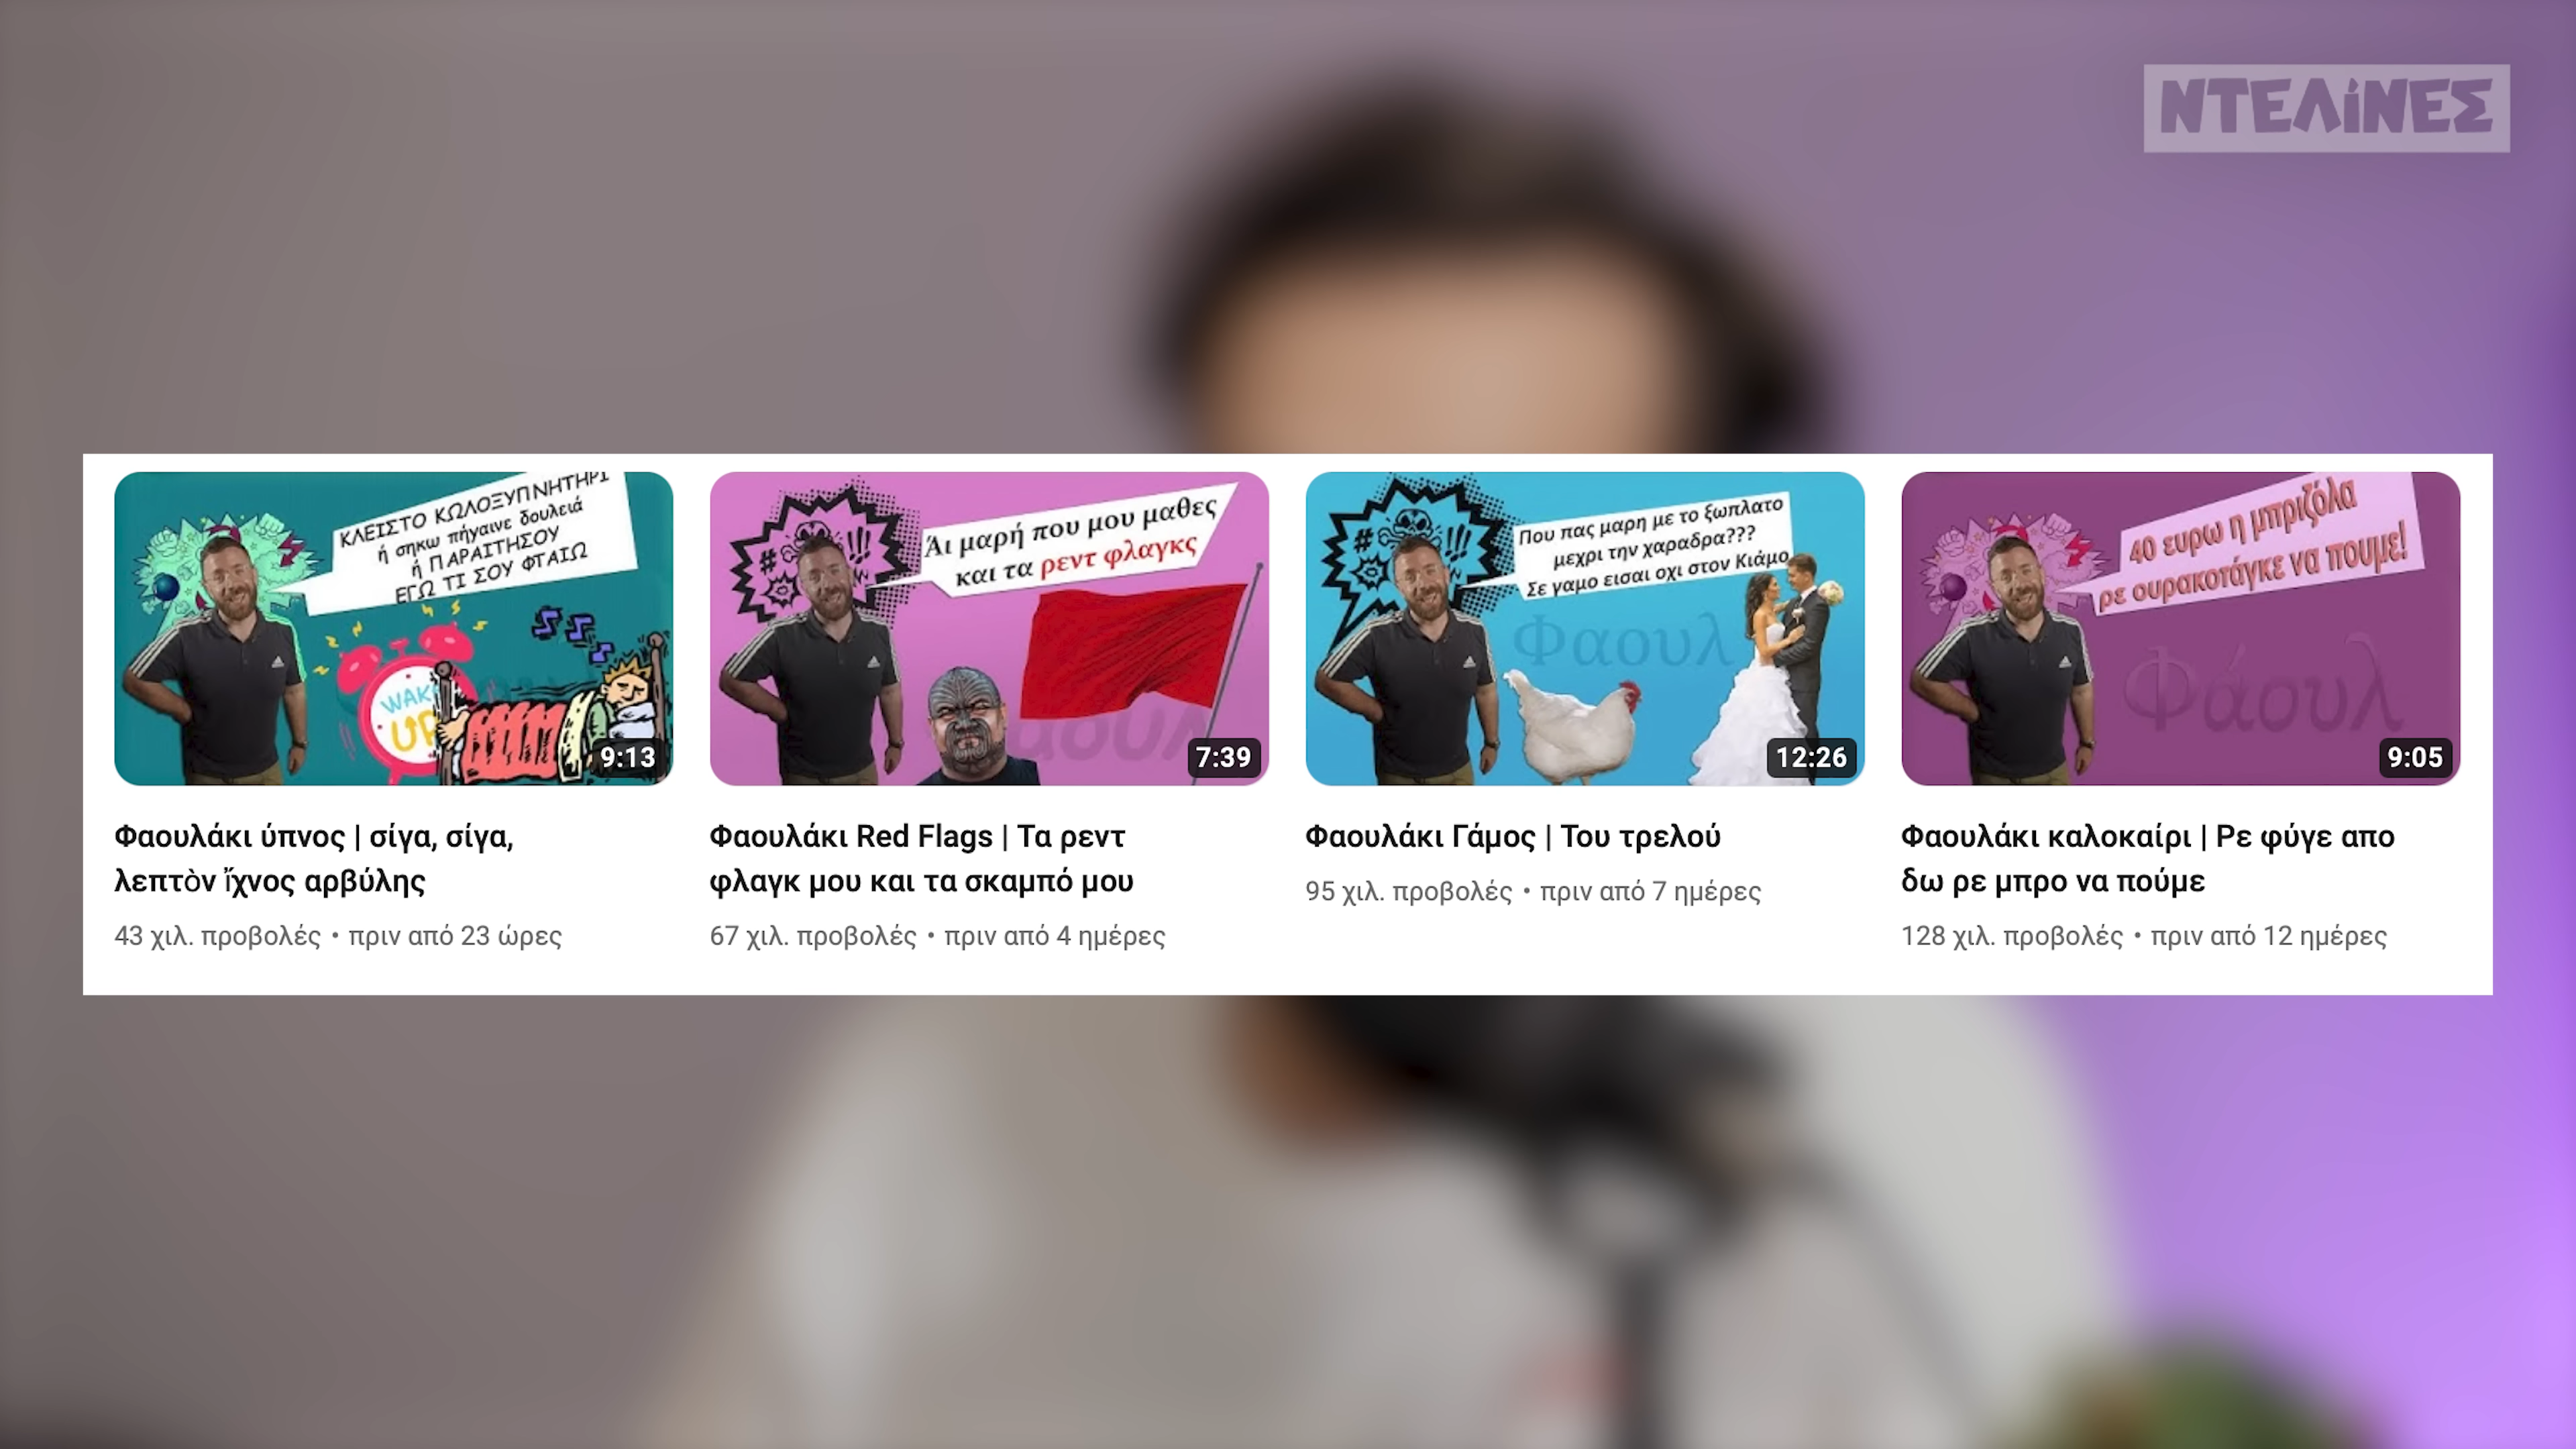 ΝΤΕΛίΝΕΣ
ΚΛΕΙΣΤΟ ΚΩΛΟΞΥΠΝΗΤΗΡΙ
ή σηκω πήγαινε δουλειά
ή ΠΑΡΑΙΤΗΣΟΥ
ΕΓΩ ΤΙ ΣΟΥ ΦΤΑΙΩ
WAKE
UP
9:13
Φαουλάκι ύπνος | σίγα, σίγα,
λεπτὸν ἴχνος αρβύλης
43 χιλ. προβολές • πριν από 23 ώρες
#
!!!
Άι μαρή που μου μαθες
και τα ρεντ φλαγκς
7:39
Φαουλάκι Red Flags | Τα ρεντ
φλαγκ μου και τα σκαμπό μου
67 χιλ. προβολές • πριν από 4 ημέρες
#
!!!
Που πας μαρη με το ξωπλατο
μεχρι την χαραδρα???
Σε γαμο εισαι οχι στον Κιάμο
Φαουλ
12:26
Φαουλάκι Γάμος | Του τρελού
95 χιλ. προβολές • πριν από 7 ημέρες
40 ευρω η μπριζόλα
ρε ουρακοτάγκε να πουμε!
Φάουλ
9:05
Φαουλάκι καλοκαίρι | Ρε φύγε απο
δω ρε μπρο να πούμε
128 χιλ. προβολές • πριν από 12 ημέρες